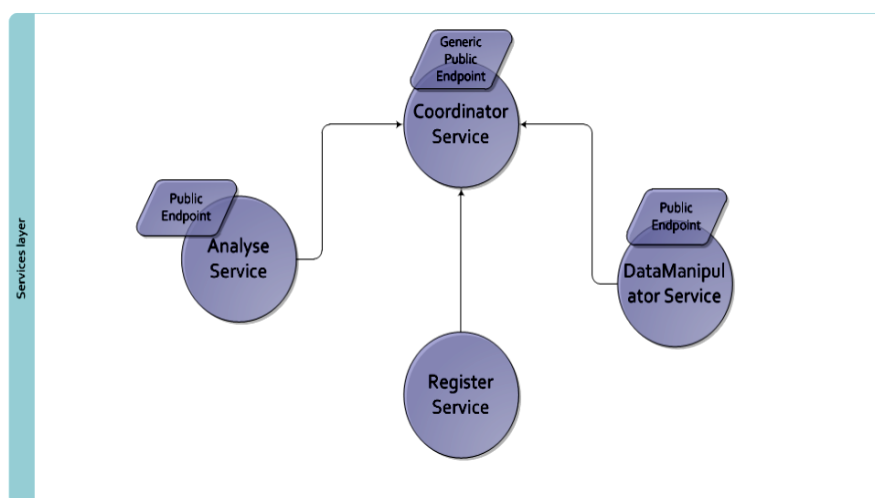 Generic
Public
Endpoint
Coordinator
Service
Public
Endpoint
Analyse
Service
Public
Endpoint
DataManipul
ator Service
Register
Service
Services layer